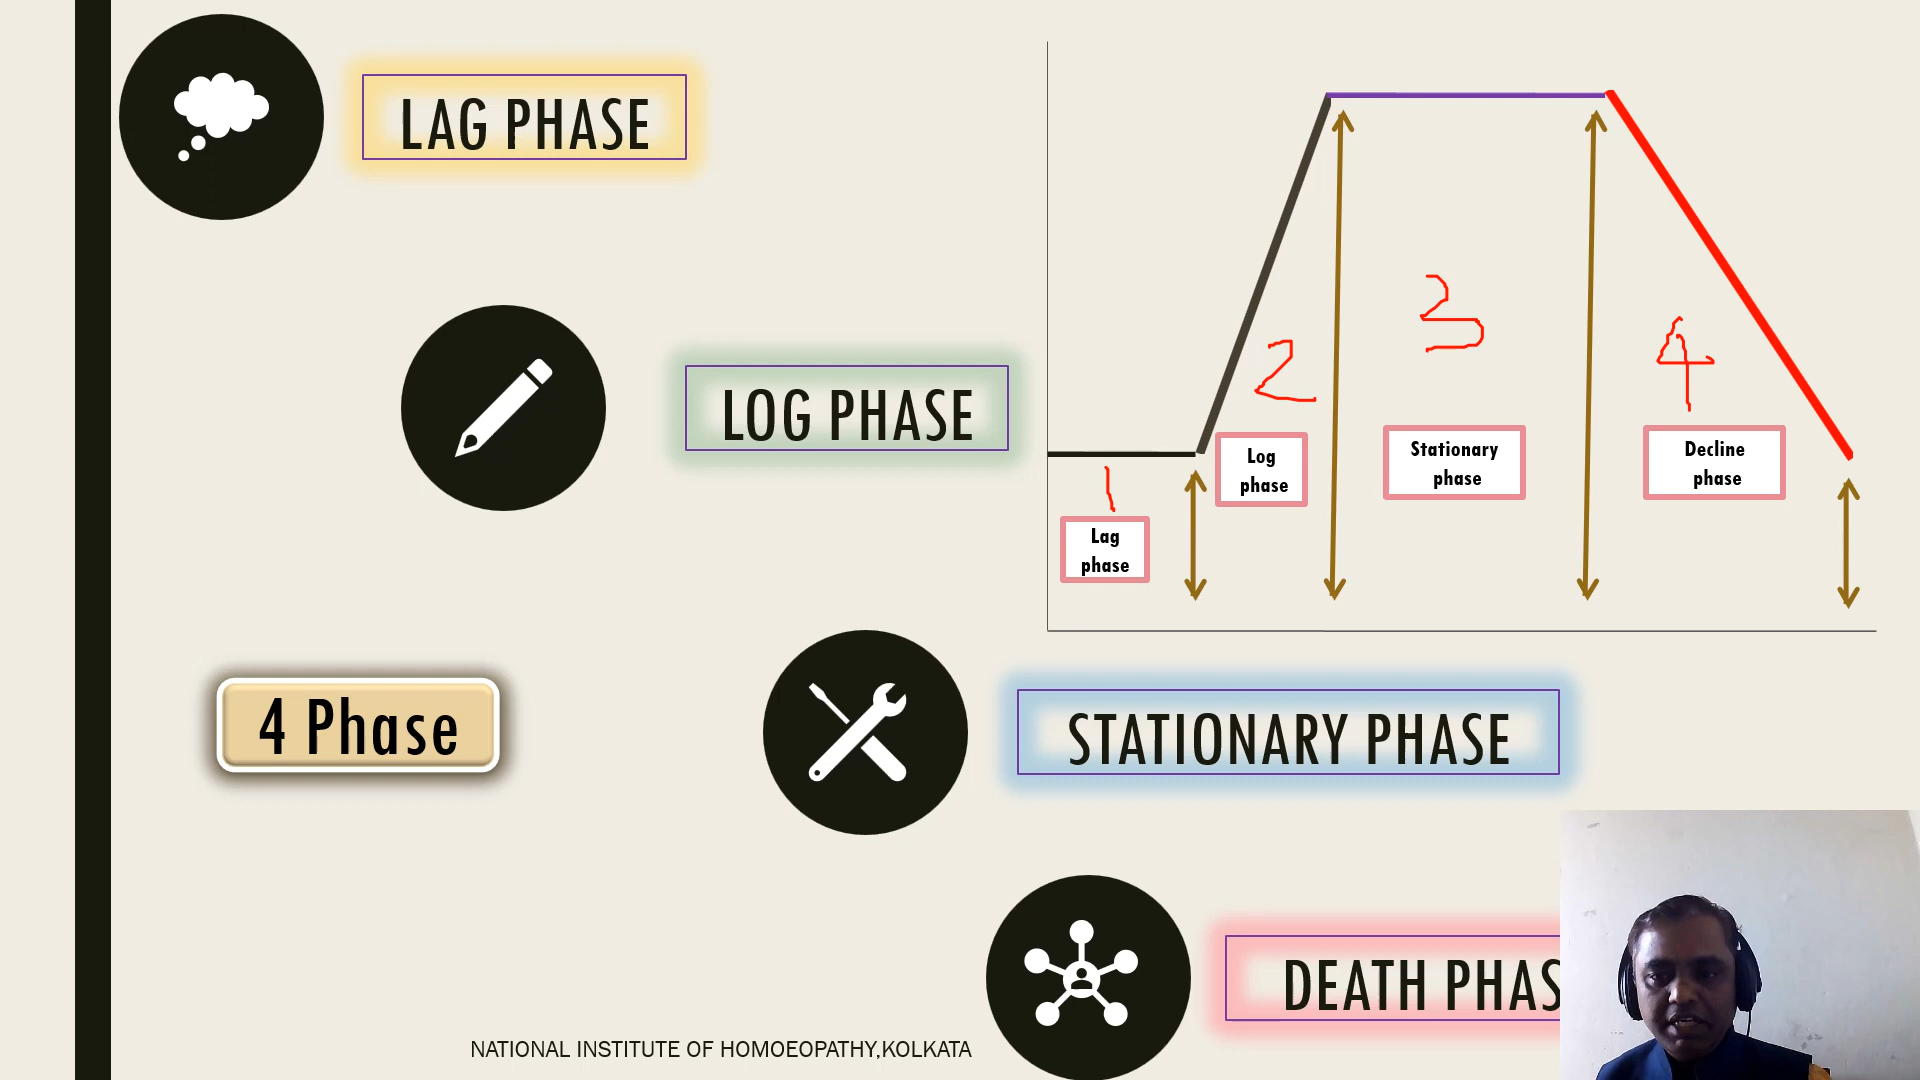 LAG PHASE
LOG PHASE
4 Phase
STATIONARY PHASE
DEATH PHAS
NATIONAL INSTITUTE OF HOMOEOPATHY,KOLKATA
1
Lag
phase
2
Log
phase
3
Stationary
phase
4
Decline
phase